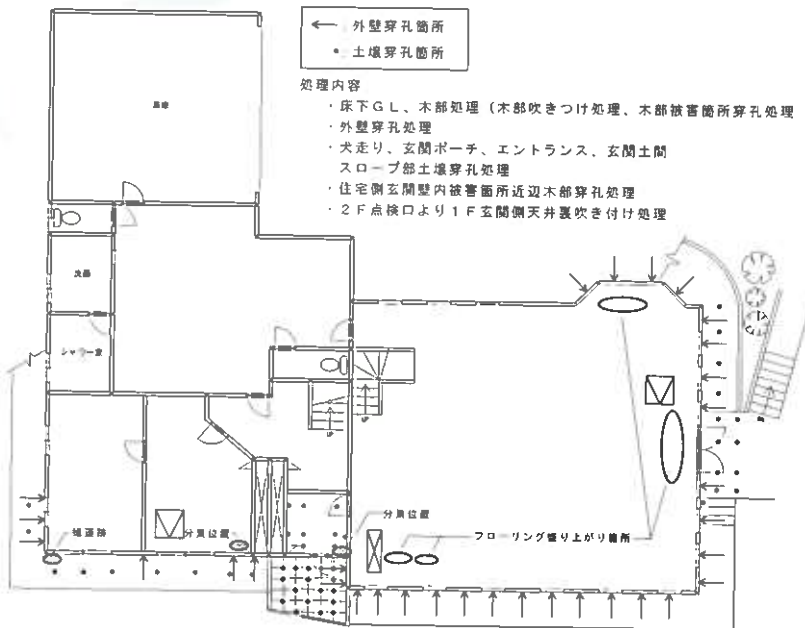 外壁穿孔箇所
土壌穿孔箇所
処理内容
・床下GL、木部処理（木部吹きつけ処理、木部被害箇所穿孔処理
・外壁穿孔処理
・犬走り、玄関ポーチ、エントランス、玄関土間
スロープ部土壌穿孔処理
・住宅側玄関壁内被害箇所近辺木部穿孔処理
・2F点検口より1F玄関側天井裏吹き付け処理
シャワー室
UP
UP
分糞位置
蟻道跡
分糞位置
フローリング盛り上がり箇所